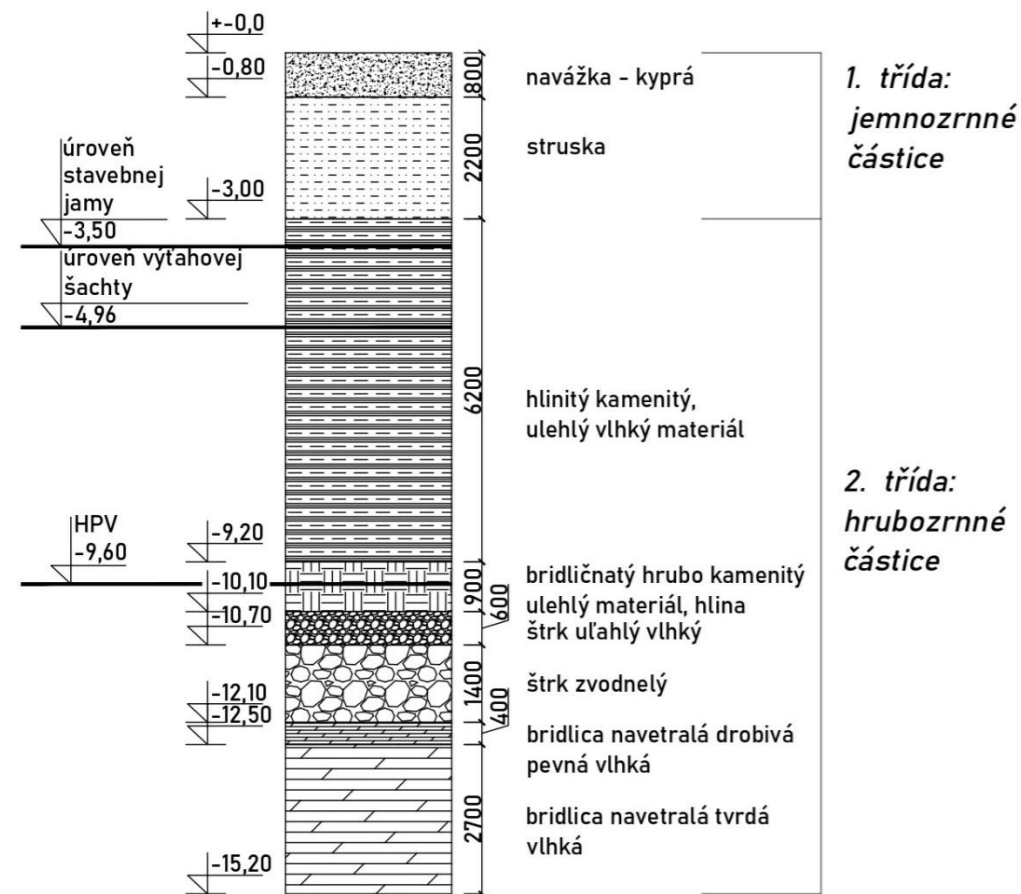 +-0,0
-0,80
800
navážka - kyprá
1. třída:
jemnozrnné
částice
2200
struska
úroveň
stavebnej
jamy
-3,50
-3,00
úroveň výťahovej
šachty
-4,96
6200
hlinitý kamenitý,
ulehlý vlhký materiál
2. třída:
hrubozrnné
částice
HPV
-9,60
-9,20
-10,10
-10,70
900
600
bridličnatý hrubo kamenitý
ulehlý materiál, hlina
štrk uľahlý vlhký
1400
štrk zvodnelý
-12,10
-12,50
400
bridlica navetralá drobivá
pevná vlhká
2700
bridlica navetralá tvrdá
vlhká
-15,20